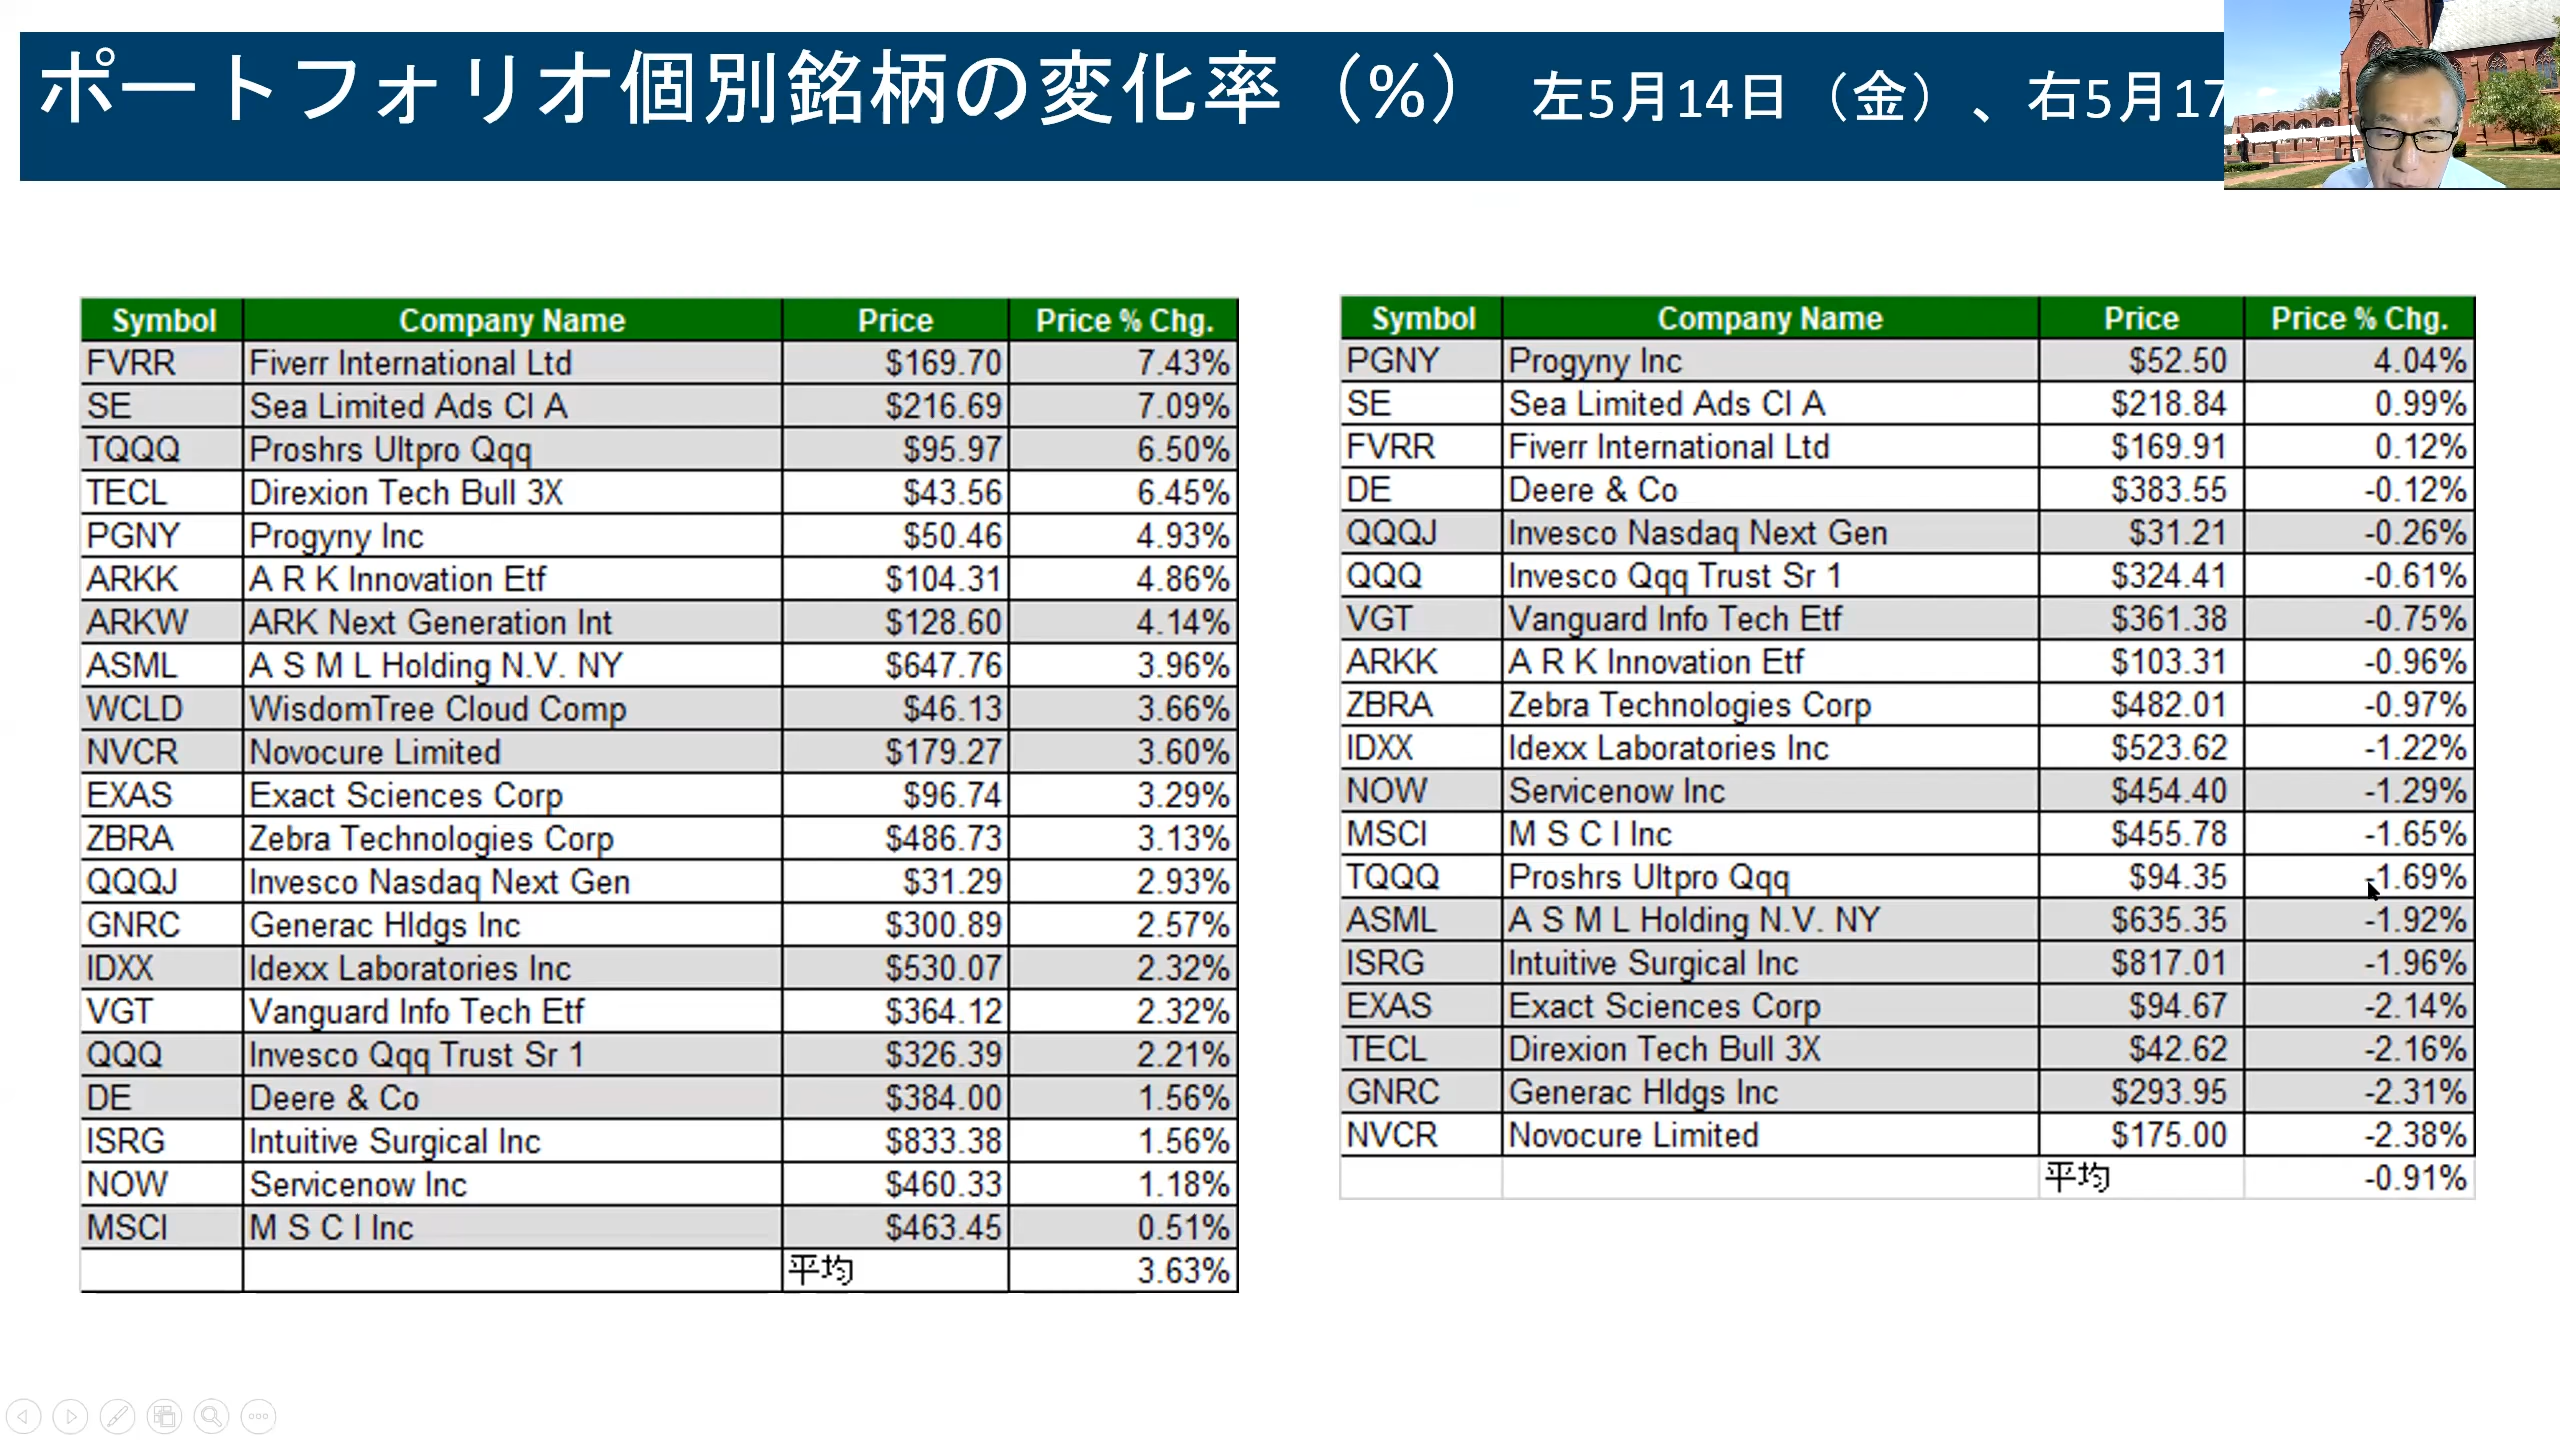 ポートフォリオ個別銘柄の変化率（%） 左5月14日（金）、右5月17
Symbol Company Name Price Price % Chg.
FVRR Fiverr International Ltd $169.70 7.43%
SE Sea Limited Ads Cl A $216.69 7.09%
TQQQ Proshrs Ultpro Qqq $95.97 6.50%
TECL Direxion Tech Bull 3X $43.56 6.45%
PGNY Progyny Inc $50.46 4.93%
ARKK A R K Innovation Etf $104.31 4.86%
ARKW ARK Next Generation Int $128.60 4.14%
ASML A S M L Holding N.V. NY $647.76 3.96%
WCLD WisdomTree Cloud Comp $46.13 3.66%
NVCR Novocure Limited $179.27 3.60%
EXAS Exact Sciences Corp $96.74 3.29%
ZBRA Zebra Technologies Corp $486.73 3.13%
QQQJ Invesco Nasdaq Next Gen $31.29 2.93%
GNRC Generac Hldgs Inc $300.89 2.57%
IDXX Idexx Laboratories Inc $530.07 2.32%
VGT Vanguard Info Tech Etf $364.12 2.32%
QQQ Invesco Qqq Trust Sr 1 $326.39 2.21%
DE Deere & Co $384.00 1.56%
ISRG Intuitive Surgical Inc $833.38 1.56%
NOW Servicenow Inc $460.33 1.18%
MSCI M S C I Inc $463.45 0.51%
平均 3.63%
Symbol Company Name Price Price % Chg.
PGNY Progyny Inc $52.50 4.04%
SE Sea Limited Ads Cl A $218.84 0.99%
FVRR Fiverr International Ltd $169.91 0.12%
DE Deere & Co $383.55 -0.12%
QQQJ Invesco Nasdaq Next Gen $31.21 -0.26%
QQQ Invesco Qqq Trust Sr 1 $324.41 -0.61%
VGT Vanguard Info Tech Etf $361.38 -0.75%
ARKK A R K Innovation Etf $103.31 -0.96%
ZBRA Zebra Technologies Corp $482.01 -0.97%
IDXX Idexx Laboratories Inc $523.62 -1.22%
NOW Servicenow Inc $454.40 -1.29%
MSCI M S C I Inc $455.78 -1.65%
TQQQ Proshrs Ultpro Qqq $94.35 -1.69%
ASML A S M L Holding N.V. NY $635.35 -1.92%
ISRG Intuitive Surgical Inc $817.01 -1.96%
EXAS Exact Sciences Corp $94.67 -2.14%
TECL Direxion Tech Bull 3X $42.62 -2.16%
GNRC Generac Hldgs Inc $293.95 -2.31%
NVCR Novocure Limited $175.00 -2.38%
平均 -0.91%